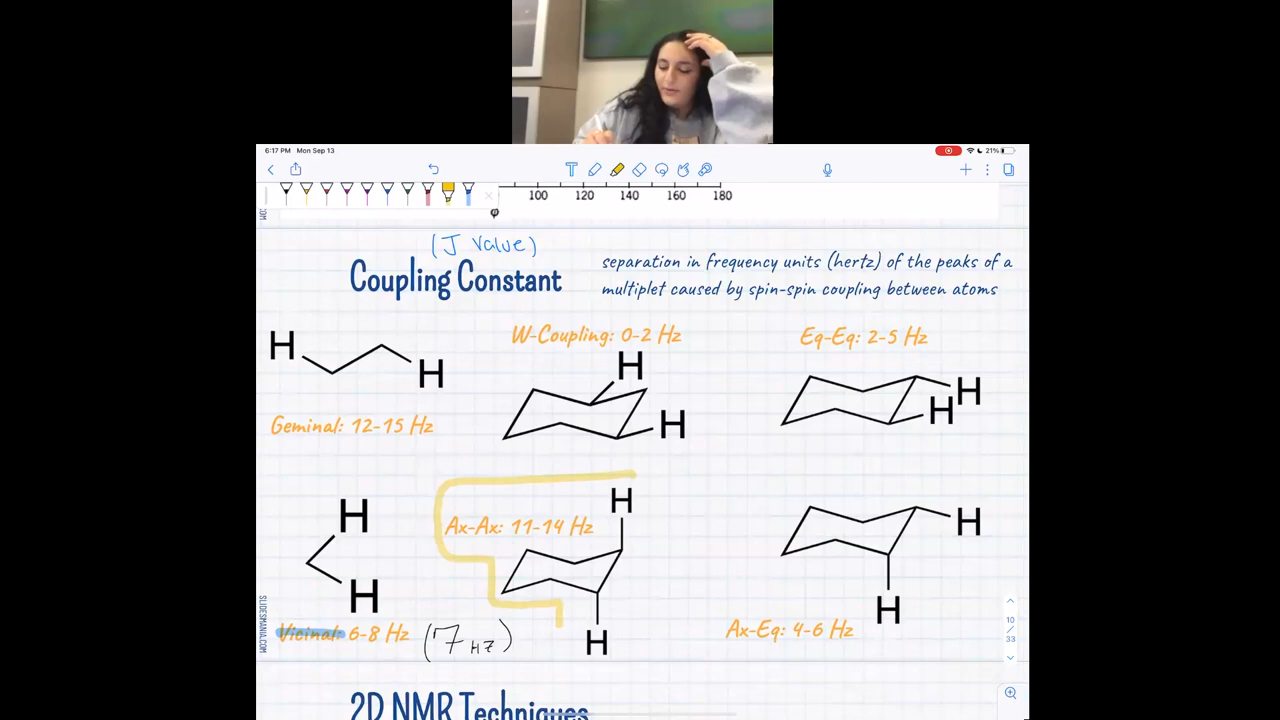 6:17 PM Mon Sep 13
21%
T
100 120 140 160 180
φ
(J value)
Coupling Constant
separation in frequency units (hertz) of the peaks of a
multiplet caused by spin-spin coupling between atoms
W-Coupling: 0-2 Hz
Eq-Eq: 2-5 Hz
H
H
H
H
H
H
Geminal: 12-15 Hz
H
H
Ax-Ax: 11-14 Hz
H
H
H
H
Vicinal: 6-8 Hz
(7 Hz)
Ax-Eq: 4-6 Hz
SLIDESMANIA.COM
10
/
33
2D NMR Techniques